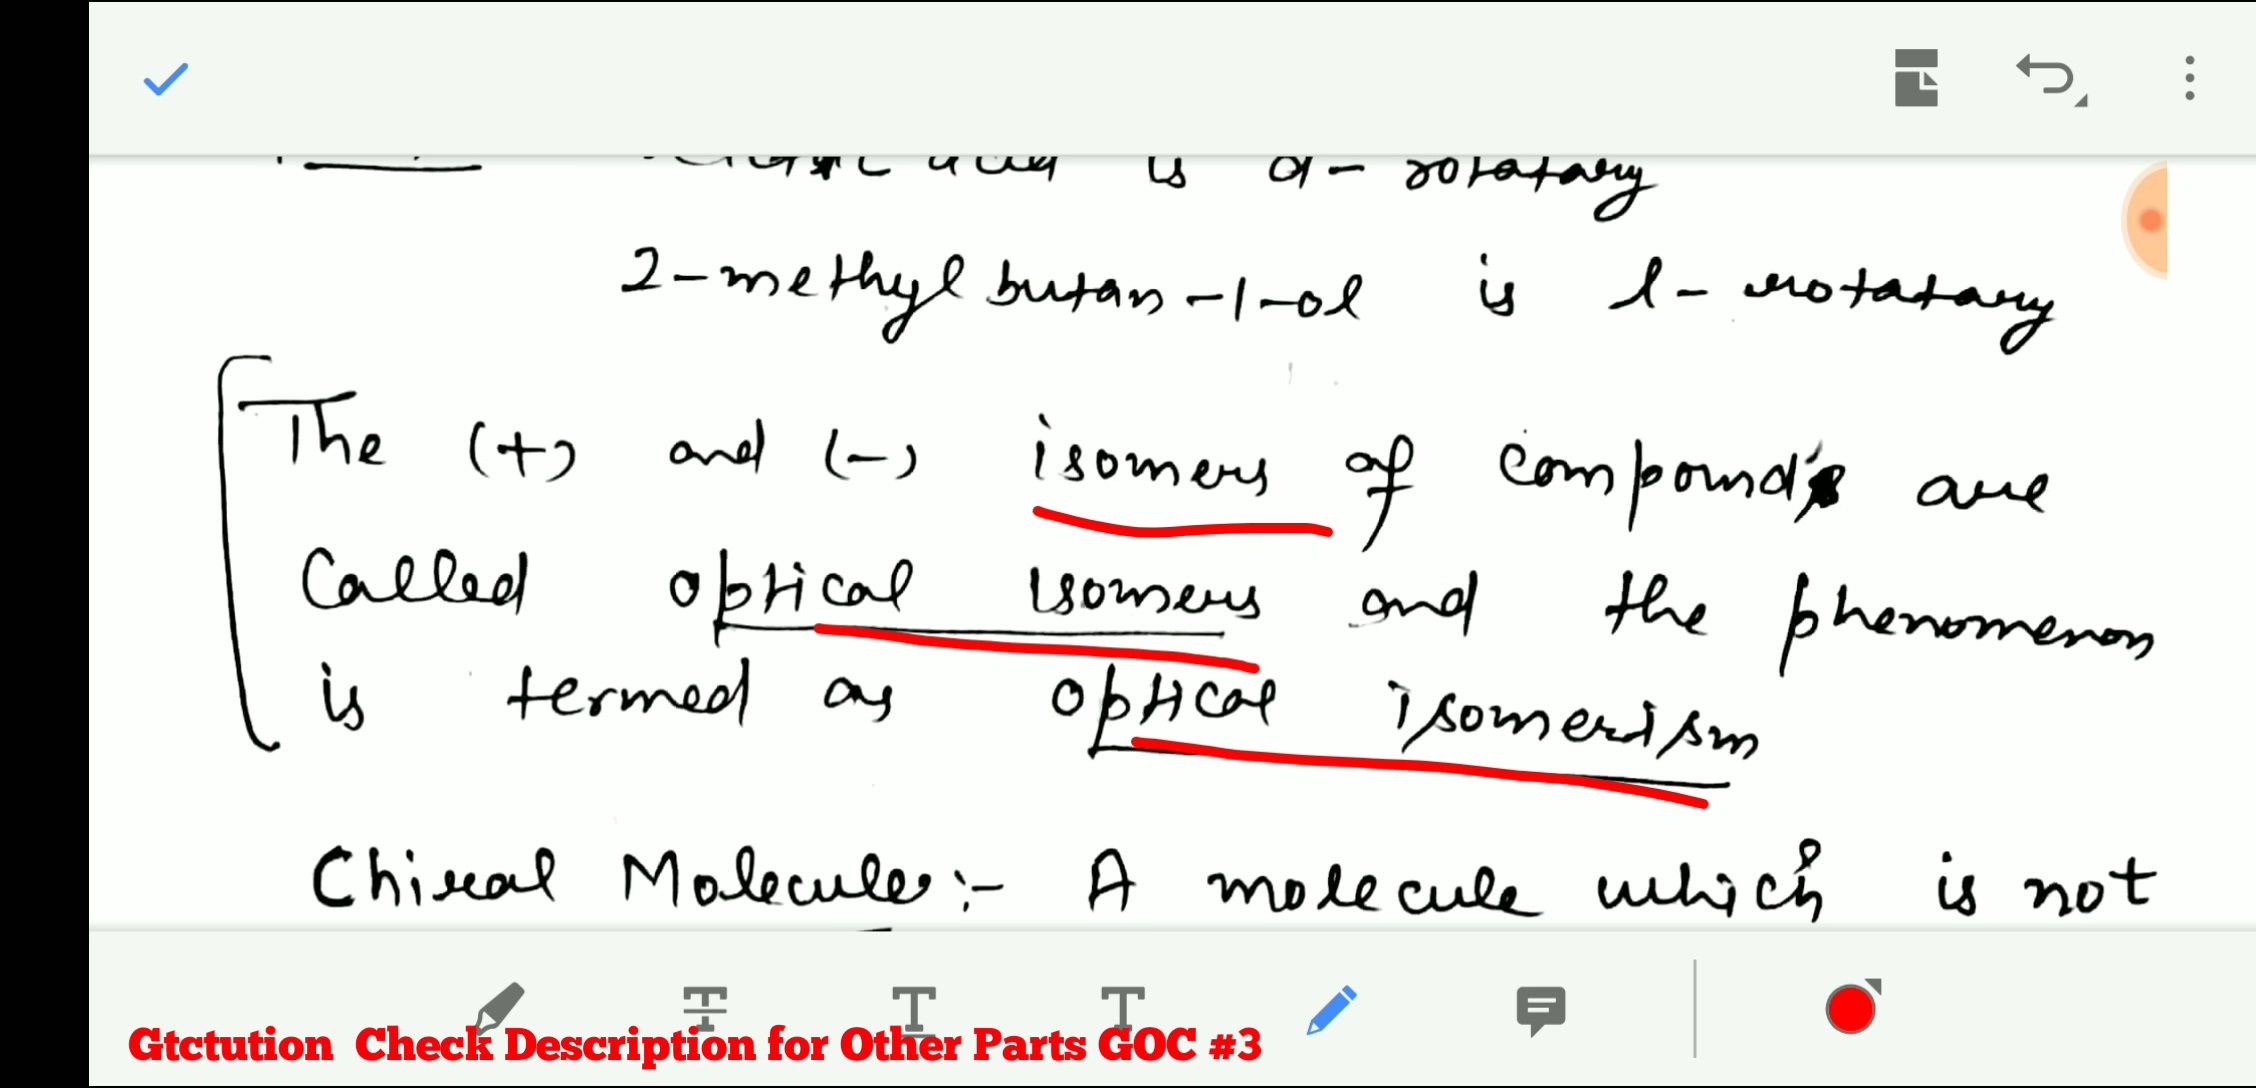 acid is d- rotatary
2-methyl butan-1-ol is l- rotatary
The (+) and (-) isomers of compounds are
Called optical isomers and the phenomenon
is termed as optical isomerism
Chiral Molecule:- A molecule which is not
Gtctution Check Description for Other Parts GOC #3